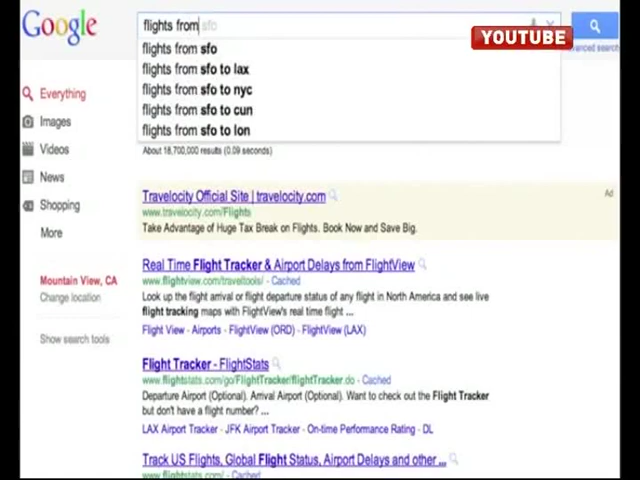 Google
flights from sfo
YOUTUBE
flights from sfo
flights from sfo to lax
flights from sfo to nyc
flights from sfo to cun
flights from sfo to lon
Advanced search
About 18,700,000 results (0.09 seconds)
Everything
Images
Videos
News
Shopping
More
Mountain View, CA
Change location
Show search tools
Travelocity Official Site | travelocity.com
Ad
www.travelocity.com/Flights
Take Advantage of Huge Tax Break on Flights. Book Now and Save Big.
Real Time Flight Tracker & Airport Delays from FlightView
www.flightview.com/traveltools/ - Cached
Look up the flight arrival or flight departure status of any flight in North America and see live
flight tracking maps with FlightView's real time flight ...
Flight View - Airports - FlightView (ORD) - FlightView (LAX)
Flight Tracker - FlightStats
www.flightstats.com/go/FlightTracker/flightTracker.do - Cached
Departure Airport (Optional). Arrival Airport (Optional). Want to check out the Flight Tracker
but don't have a flight number? ...
LAX Airport Tracker - JFK Airport Tracker - On-time Performance Rating - DL
Track US Flights, Global Flight Status, Airport Delays and other ...
www.flightstats.com/ - Cached